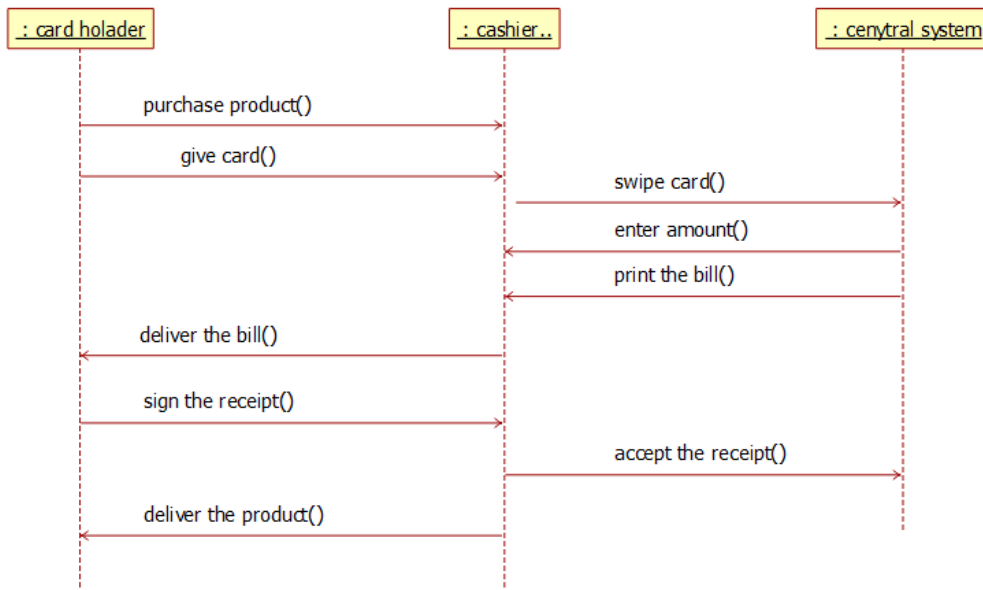 : card holader
: cashier..
: cenytral system
purchase product()
give card()
swipe card()
enter amount()
print the bill()
deliver the bill()
sign the receipt()
accept the receipt()
deliver the product()